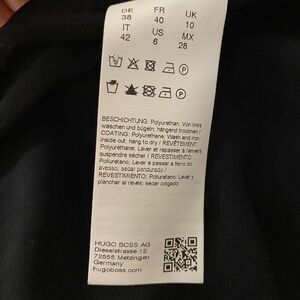 DE FR UK
38 40 10
IT US MX
42 6 28
BESCHICHTUNG: Polyurethan; Von links
waschen und bügeln; hängend trocknen /
COATING: Polyurethane; Wash and iron
inside out; hang to dry / REVÊTEMENT:
Polyuréthane; Laver et repasser à l'envers
suspendre sécher / RIVESTIMENTO:
Poliuretano; Lavare e passare a ferro do
rovescio; asciugare appeso /
REVESTIMIENTO: Poliuretano; Lavar y
planchar al revés; secar colgado
HUGO BOSS AG
Dieselstrasse 12
72555 Metzingen
Germany
hugoboss.com